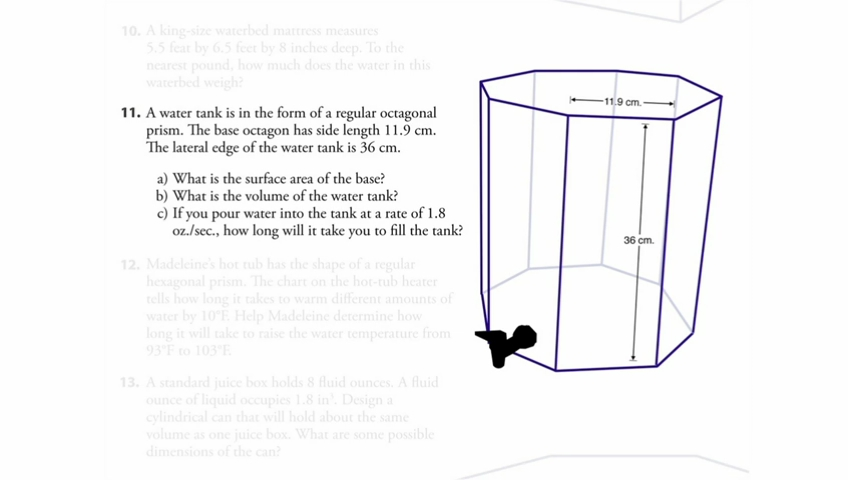 10. A king-size waterbed mattress measures
5.5 feat by 6.5 feet by 8 inches deep. To the
nearest pound, how much does the water in this
waterbed weigh?
11. A water tank is in the form of a regular octagonal
prism. The base octagon has side length 11.9 cm.
The lateral edge of the water tank is 36 cm.
a) What is the surface area of the base?
b) What is the volume of the water tank?
c) If you pour water into the tank at a rate of 1.8
oz./sec., how long will it take you to fill the tank?
12. Madeleine's hot tub has the shape of a regular
hexagonal prism. The chart on the hot-tub heater
tells how long it takes to warm different amounts of
water by 10°F. Help Madeleine determine how
long it will take to raise the water temperature from
93°F to 103°F.
13. A standard juice box holds 8 fluid ounces. A fluid
ounce of liquid occupies 1.8 in³. Design a
cylindrical can that will hold about the same
volume as one juice box. What are some possible
dimensions of the can?
11.9 cm.
36 cm.